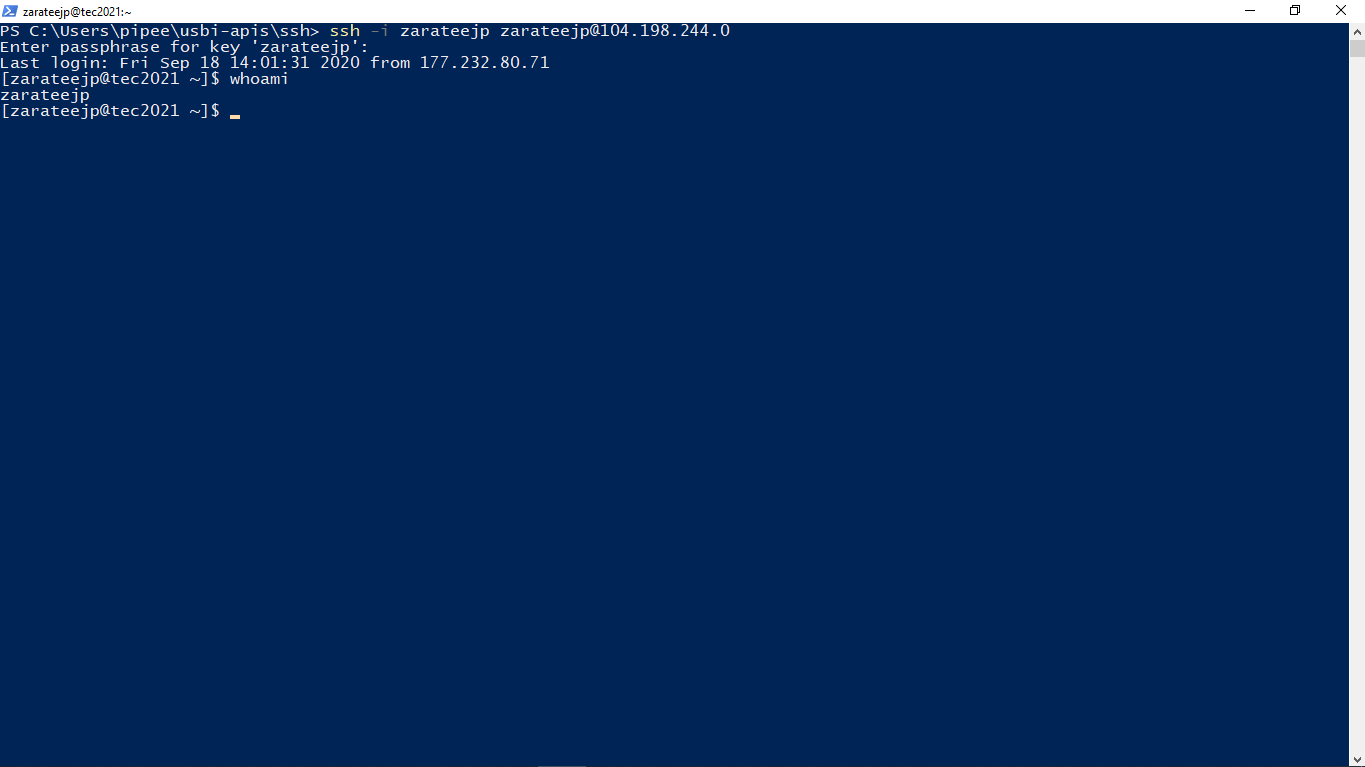 zarateejp@tec2021:~
PS C:\Users\pipee\usbi-apis\ssh> ssh -i zarateejp zarateejp@104.198.244.0
Enter passphrase for key 'zarateejp':
Last login: Fri Sep 18 14:01:31 2020 from 177.232.80.71
[zarateejp@tec2021 ~]$ whoami
zarateejp
[zarateejp@tec2021 ~]$